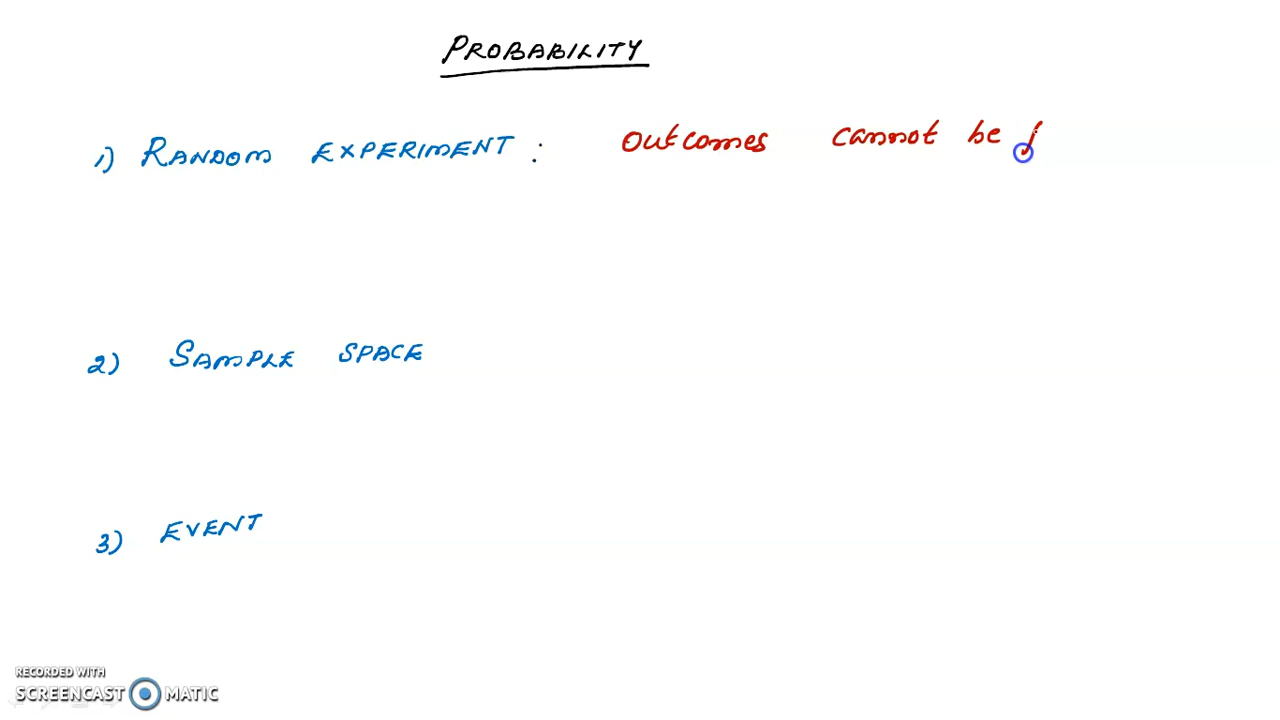 PROBABILITY
1) RANDOM EXPERIMENT : outcomes cannot be
2) SAMPLE SPACE
3) EVENT
RECORDED WITH
SCREENCAST MATIC